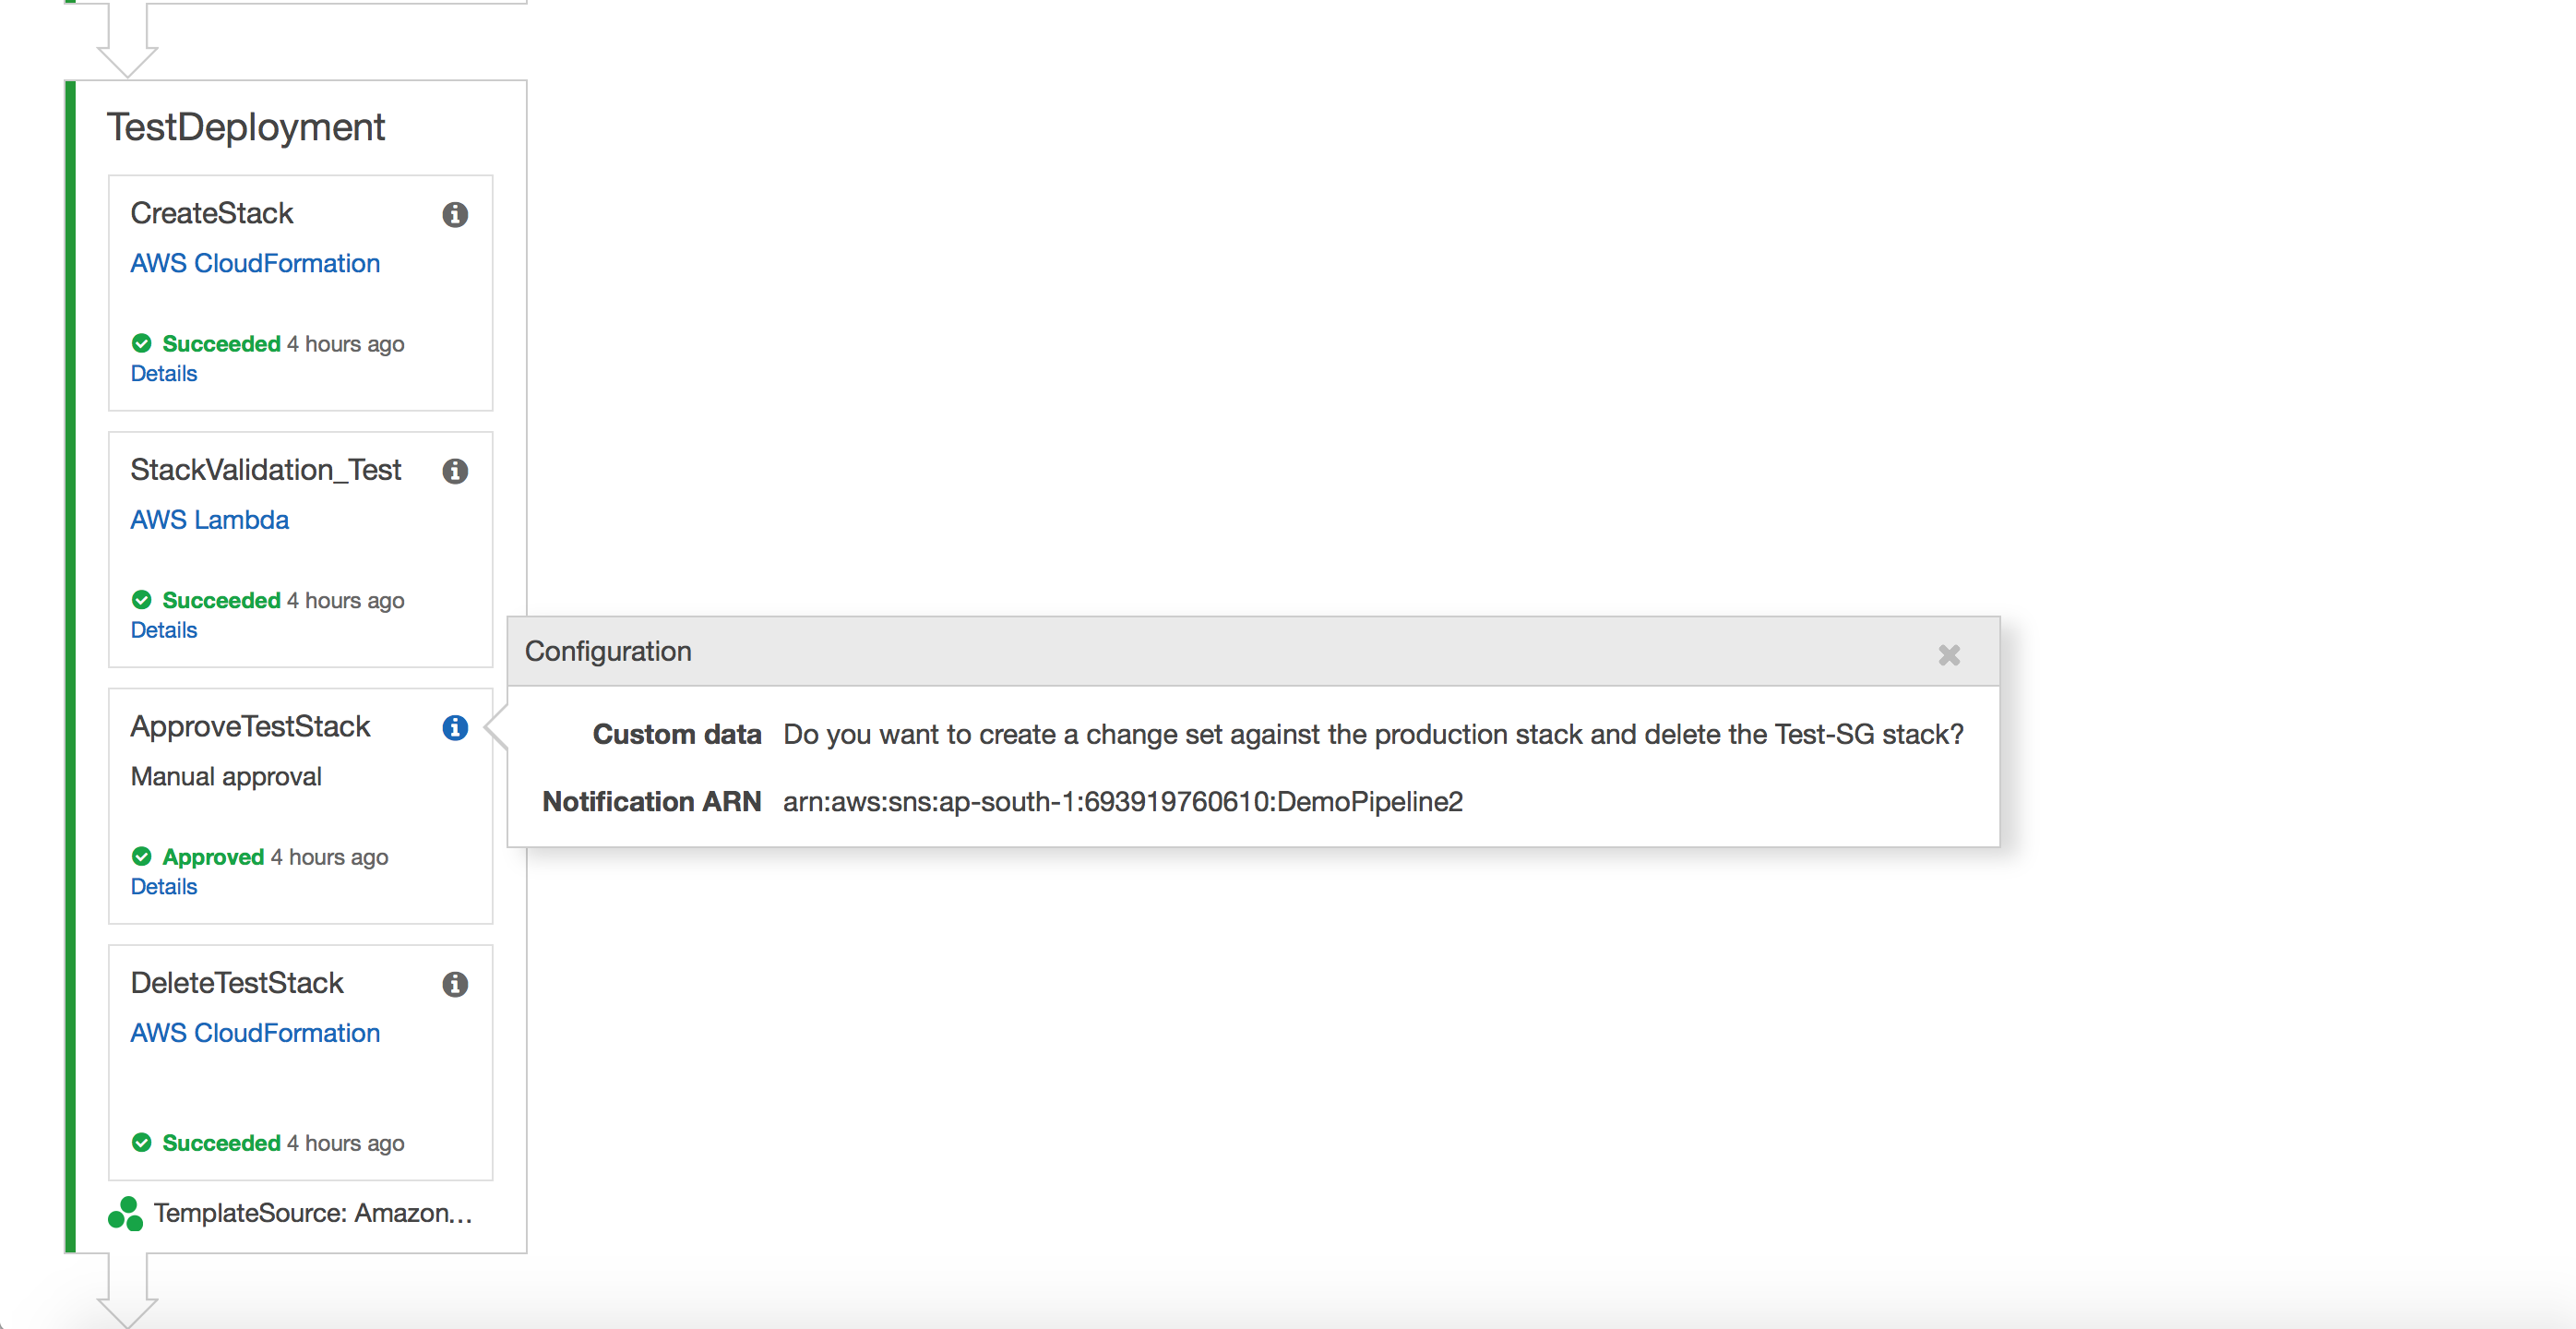 TestDeployment
CreateStack
AWS CloudFormation
Succeeded 4 hours ago
Details
StackValidation_Test
AWS Lambda
Succeeded 4 hours ago
Details
ApproveTestStack
Manual approval
Approved 4 hours ago
Details
Configuration
Custom data Do you want to create a change set against the production stack and delete the Test-SG stack?
Notification ARN arn:aws:sns:ap-south-1:693919760610:DemoPipeline2
DeleteTestStack
AWS CloudFormation
Succeeded 4 hours ago
TemplateSource: Amazon...